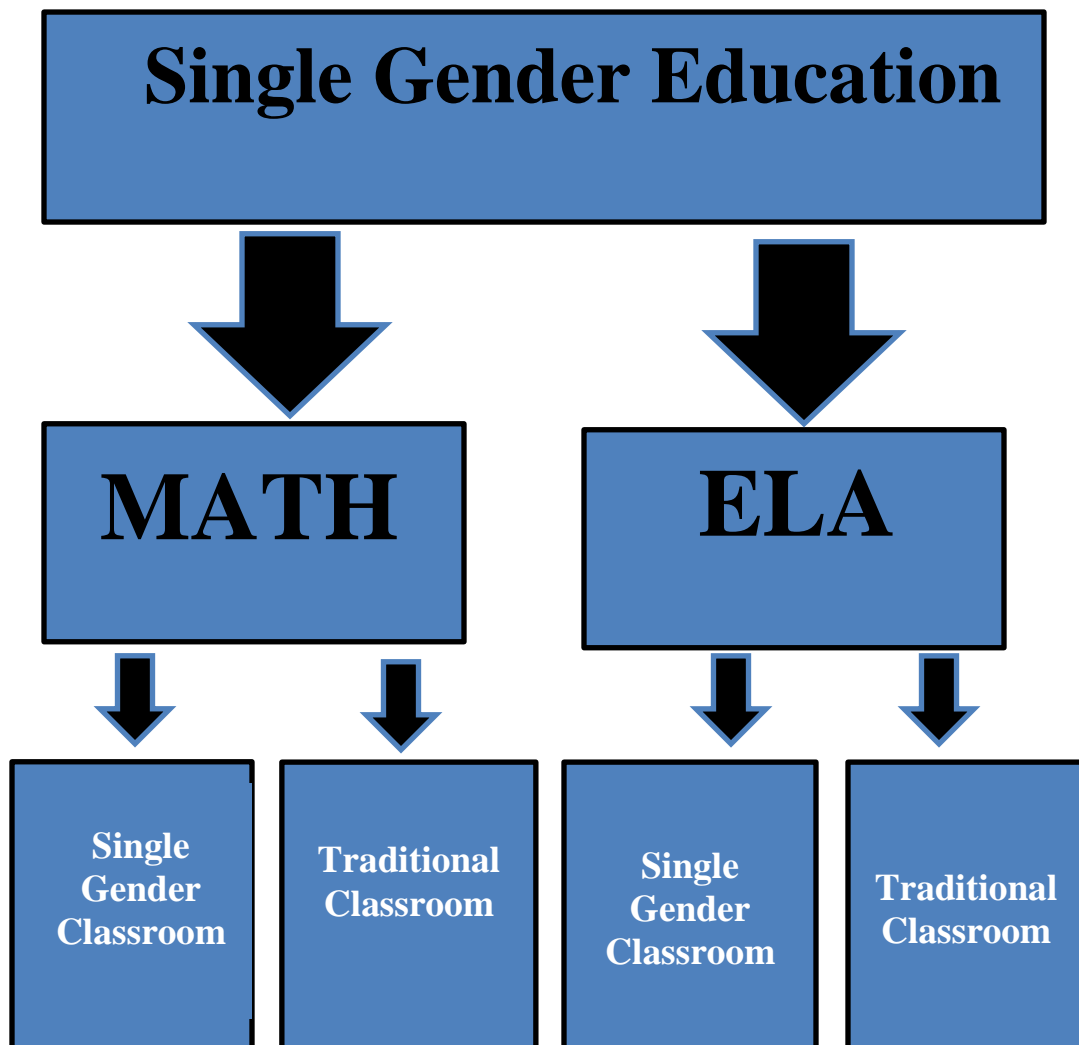 Single Gender Education
MATH
ELA
Single
Gender
Classroom
Traditional
Classroom
Single
Gender
Classroom
Traditional
Classroom